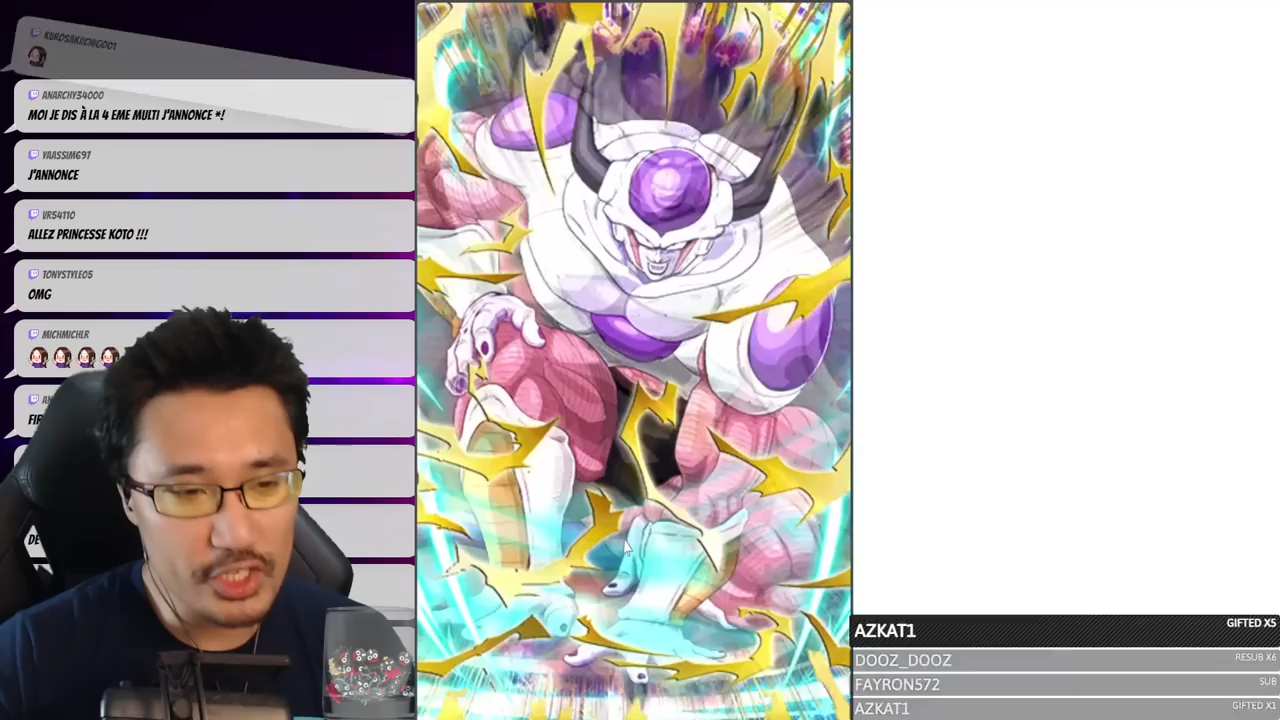 KUROSAKIICHIGO01
ANARCHY34000
MOI JE DIS À LA 4 EME MULTI J'ANNONCE *!
YAASSIM697
J'ANNONCE
VR54110
ALLEZ PRINCESSE KOTO !!!
TONYSTYLE05
OMG
MICHMICHLR
AZKAT1 GIFTED X5
DOOZ_DOOZ RESUB X6
FAYRON572 SUB
AZKAT1 GIFTED X1